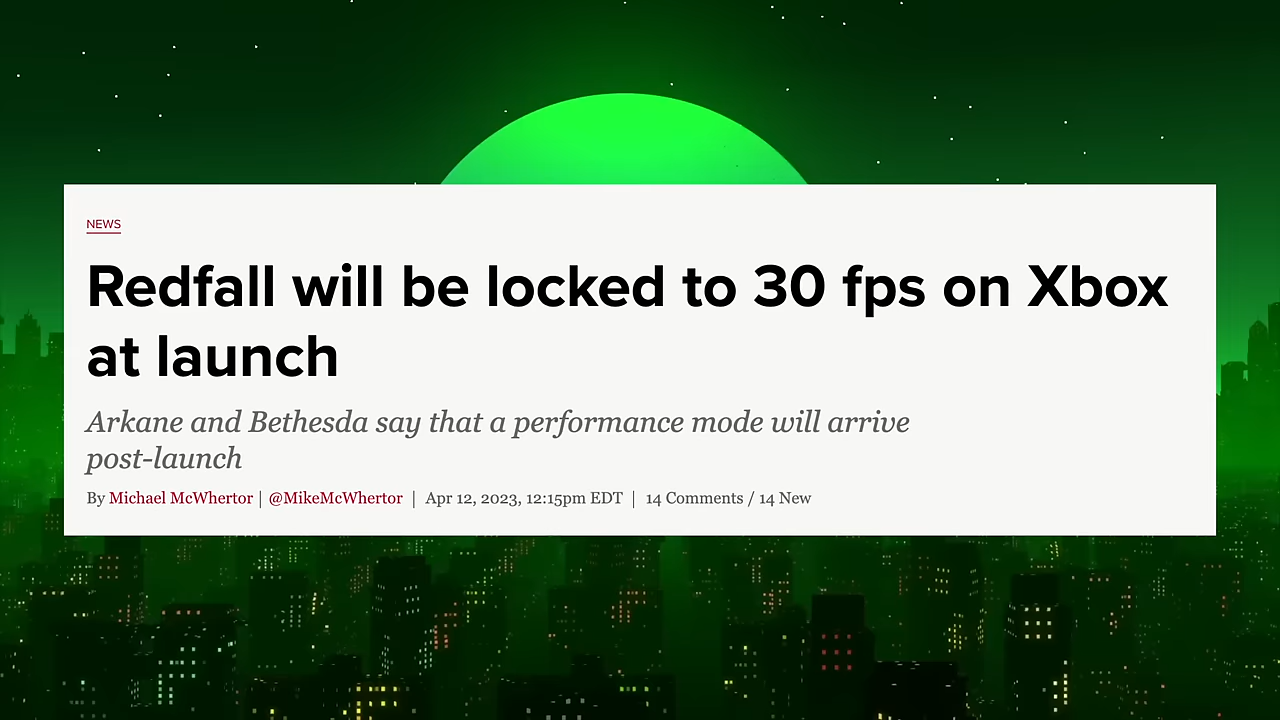 NEWS
Redfall will be locked to 30 fps on Xbox
at launch
Arkane and Bethesda say that a performance mode will arrive
post-launch
By Michael McWhertor | @MikeMcWhertor | Apr 12, 2023, 12:15pm EDT | 14 Comments / 14 New